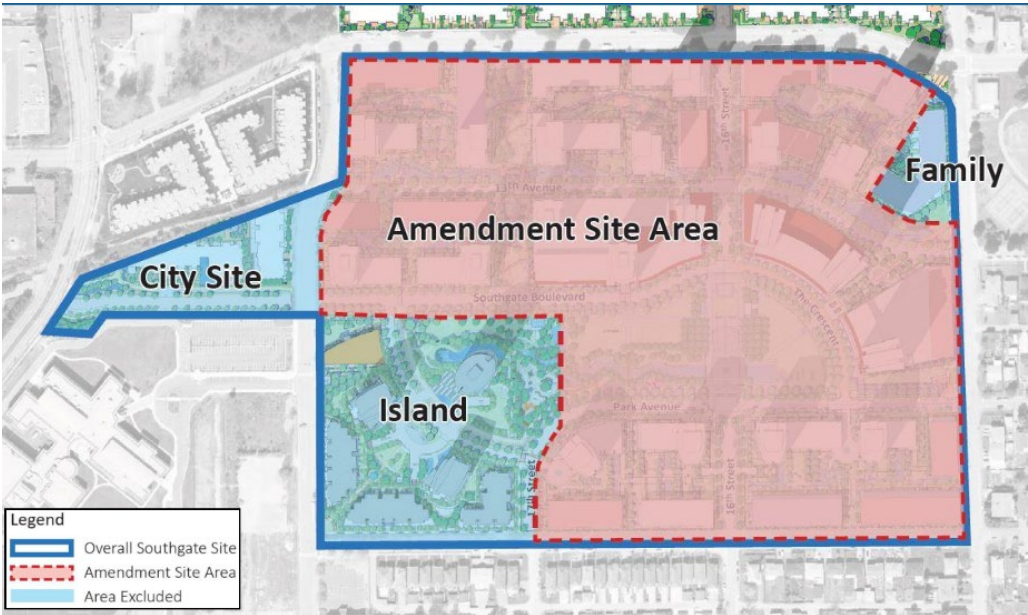 16th Street
Family
13th Avenue
Amendment Site Area
City Site
Southgate Boulevard
The Crescent
Island
Park Avenue
17th Street
16th Street
Legend
Overall Southgate Site
Amendment Site Area
Area Excluded